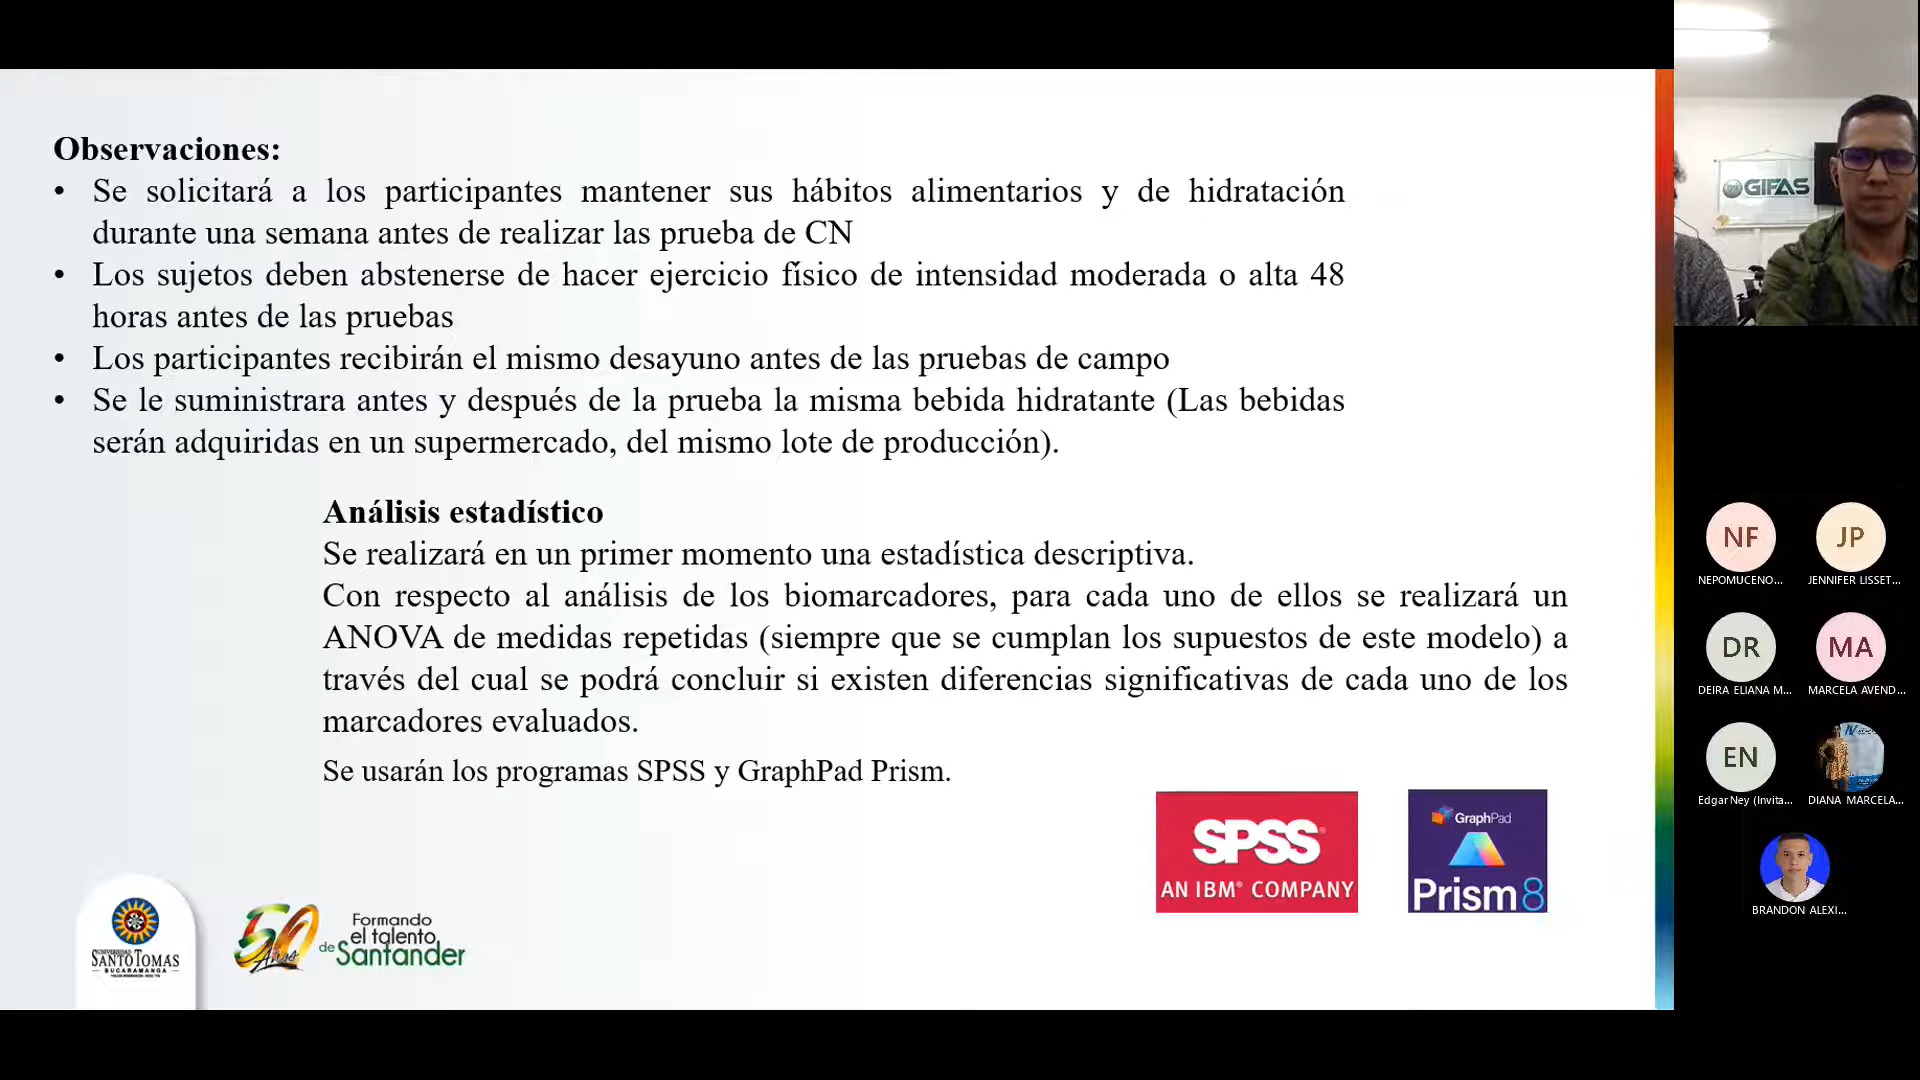 Observaciones:
• Se solicitará a los participantes mantener sus hábitos alimentarios y de hidratación
durante una semana antes de realizar las prueba de CN
• Los sujetos deben abstenerse de hacer ejercicio físico de intensidad moderada o alta 48
horas antes de las pruebas
• Los participantes recibirán el mismo desayuno antes de las pruebas de campo
• Se le suministrara antes y después de la prueba la misma bebida hidratante (Las bebidas
serán adquiridas en un supermercado, del mismo lote de producción).
Análisis estadístico
Se realizará en un primer momento una estadística descriptiva.
Con respecto al análisis de los biomarcadores, para cada uno de ellos se realizará un
ANOVA de medidas repetidas (siempre que se cumplan los supuestos de este modelo) a
través del cual se podrá concluir si existen diferencias significativas de cada uno de los
marcadores evaluados.
Se usarán los programas SPSS y GraphPad Prism.
SPSS
AN IBM® COMPANY
GraphPad
Prism 8
UNIVERSIDAD
SANTO TOMAS
BUCARAMANGA
50
Años
Formando
el talento
de Santander
GIFAS
NF
NEPOMUCENO...
JP
JENNIFER LISSET...
DR
DEIRA ELIANA M...
MA
MARCELA AVEND...
EN
Edgar Ney (Invita...
DIANA MARCELA...
BRANDON ALEXI...